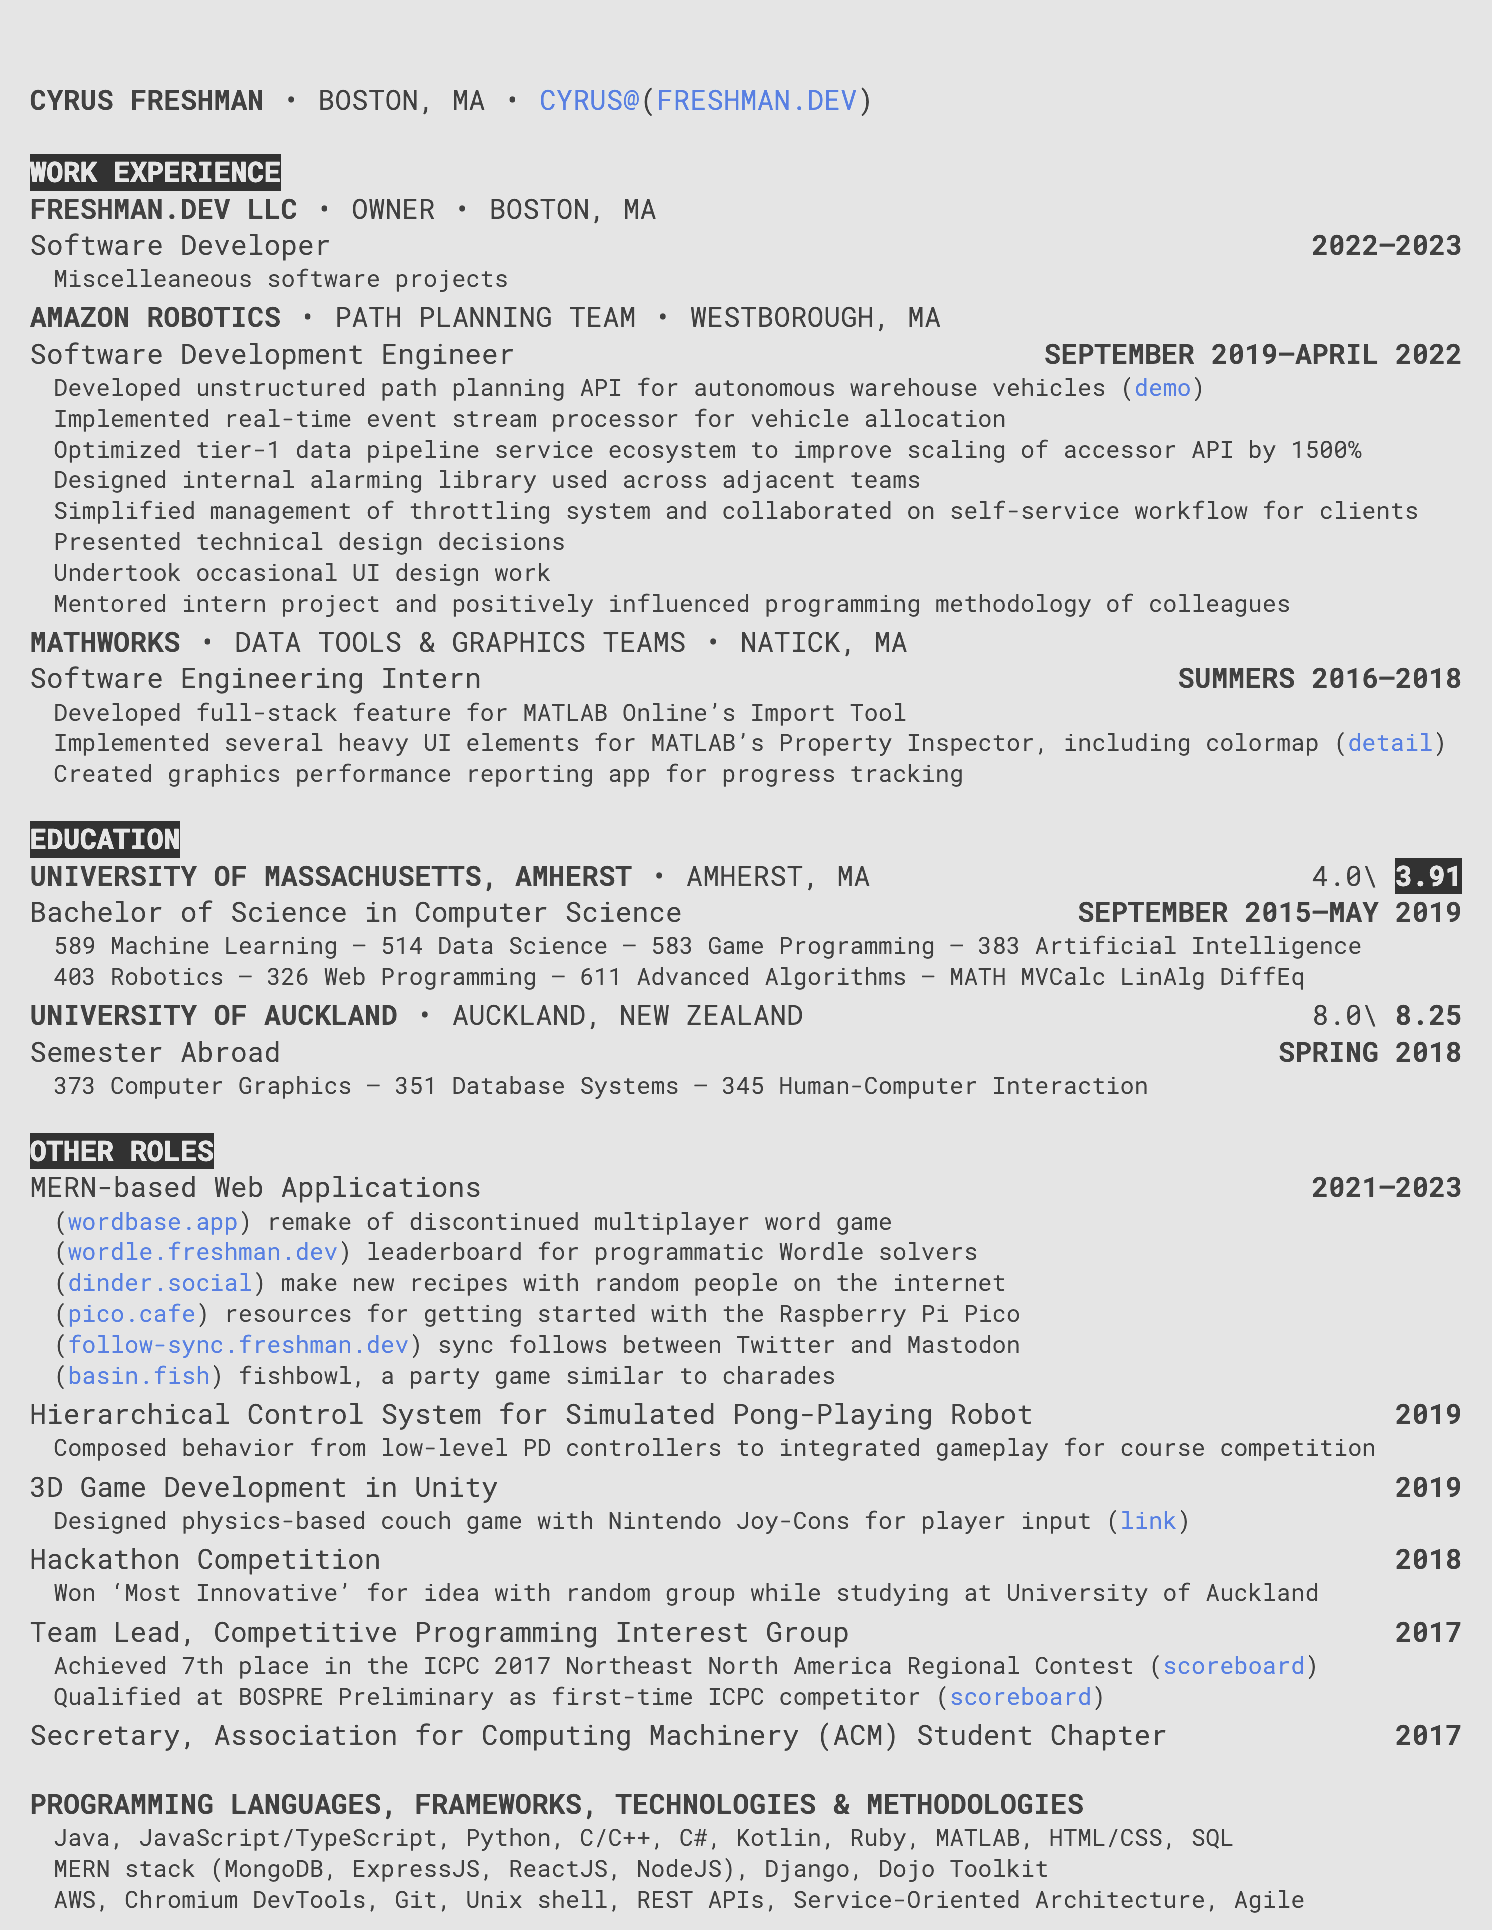 CYRUS FRESHMAN • BOSTON, MA • CYRUS@(FRESHMAN.DEV)
WORK EXPERIENCE
FRESHMAN.DEV LLC • OWNER • BOSTON, MA
Software Developer 2022–2023
Miscelleaneous software projects
AMAZON ROBOTICS • PATH PLANNING TEAM • WESTBOROUGH, MA
Software Development Engineer SEPTEMBER 2019–APRIL 2022
Developed unstructured path planning API for autonomous warehouse vehicles (demo)
Implemented real-time event stream processor for vehicle allocation
Optimized tier-1 data pipeline service ecosystem to improve scaling of accessor API by 1500%
Designed internal alarming library used across adjacent teams
Simplified management of throttling system and collaborated on self-service workflow for clients
Presented technical design decisions
Undertook occasional UI design work
Mentored intern project and positively influenced programming methodology of colleagues
MATHWORKS • DATA TOOLS & GRAPHICS TEAMS • NATICK, MA
Software Engineering Intern SUMMERS 2016–2018
Developed full-stack feature for MATLAB Online’s Import Tool
Implemented several heavy UI elements for MATLAB’s Property Inspector, including colormap (detail)
Created graphics performance reporting app for progress tracking
EDUCATION
UNIVERSITY OF MASSACHUSETTS, AMHERST • AMHERST, MA 4.0\ 3.91
Bachelor of Science in Computer Science SEPTEMBER 2015–MAY 2019
589 Machine Learning – 514 Data Science – 583 Game Programming – 383 Artificial Intelligence
403 Robotics – 326 Web Programming – 611 Advanced Algorithms – MATH MVCalc LinAlg DiffEq
UNIVERSITY OF AUCKLAND • AUCKLAND, NEW ZEALAND 8.0\ 8.25
Semester Abroad SPRING 2018
373 Computer Graphics – 351 Database Systems – 345 Human-Computer Interaction
OTHER ROLES
MERN-based Web Applications 2021–2023
(wordbase.app) remake of discontinued multiplayer word game
(wordle.freshman.dev) leaderboard for programmatic Wordle solvers
(dinder.social) make new recipes with random people on the internet
(pico.cafe) resources for getting started with the Raspberry Pi Pico
(follow-sync.freshman.dev) sync follows between Twitter and Mastodon
(basin.fish) fishbowl, a party game similar to charades
Hierarchical Control System for Simulated Pong-Playing Robot 2019
Composed behavior from low-level PD controllers to integrated gameplay for course competition
3D Game Development in Unity 2019
Designed physics-based couch game with Nintendo Joy-Cons for player input (link)
Hackathon Competition 2018
Won ‘Most Innovative’ for idea with random group while studying at University of Auckland
Team Lead, Competitive Programming Interest Group 2017
Achieved 7th place in the ICPC 2017 Northeast North America Regional Contest (scoreboard)
Qualified at BOSPRE Preliminary as first-time ICPC competitor (scoreboard)
Secretary, Association for Computing Machinery (ACM) Student Chapter 2017
PROGRAMMING LANGUAGES, FRAMEWORKS, TECHNOLOGIES & METHODOLOGIES
Java, JavaScript/TypeScript, Python, C/C++, C#, Kotlin, Ruby, MATLAB, HTML/CSS, SQL
MERN stack (MongoDB, ExpressJS, ReactJS, NodeJS), Django, Dojo Toolkit
AWS, Chromium DevTools, Git, Unix shell, REST APIs, Service-Oriented Architecture, Agile